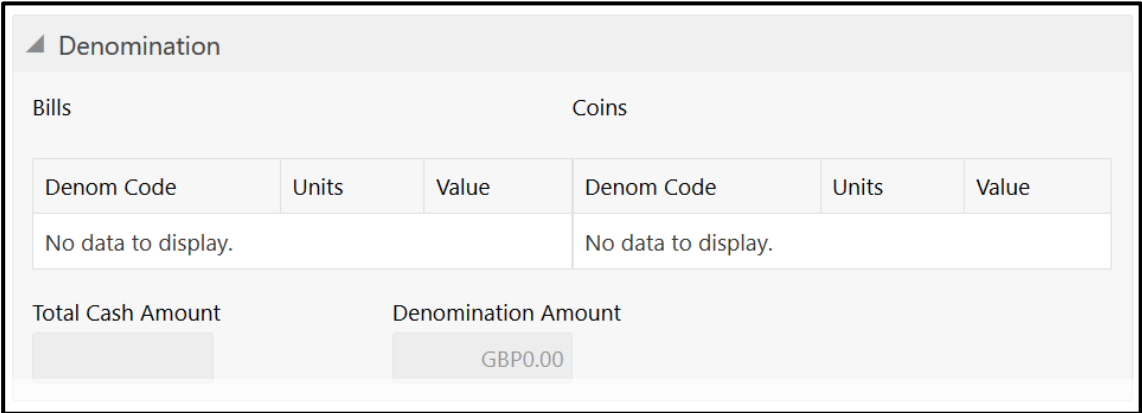 Denomination
Bills Coins
Denom Code Units Value Denom Code Units Value
No data to display. No data to display.
Total Cash Amount Denomination Amount
GBP0.00